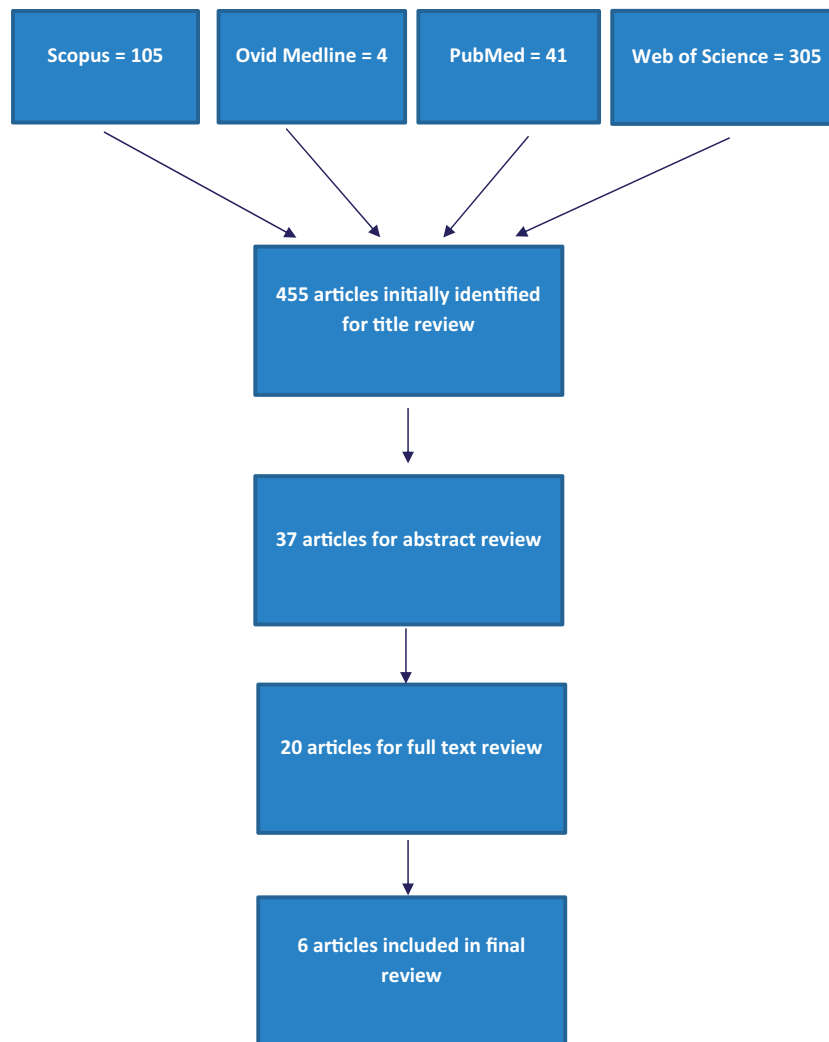 Scopus = 105
Ovid Medline = 4
PubMed = 41
Web of Science = 305
455 articles initially identified
for title review
37 articles for abstract review
20 articles for full text review
6 articles included in final
review